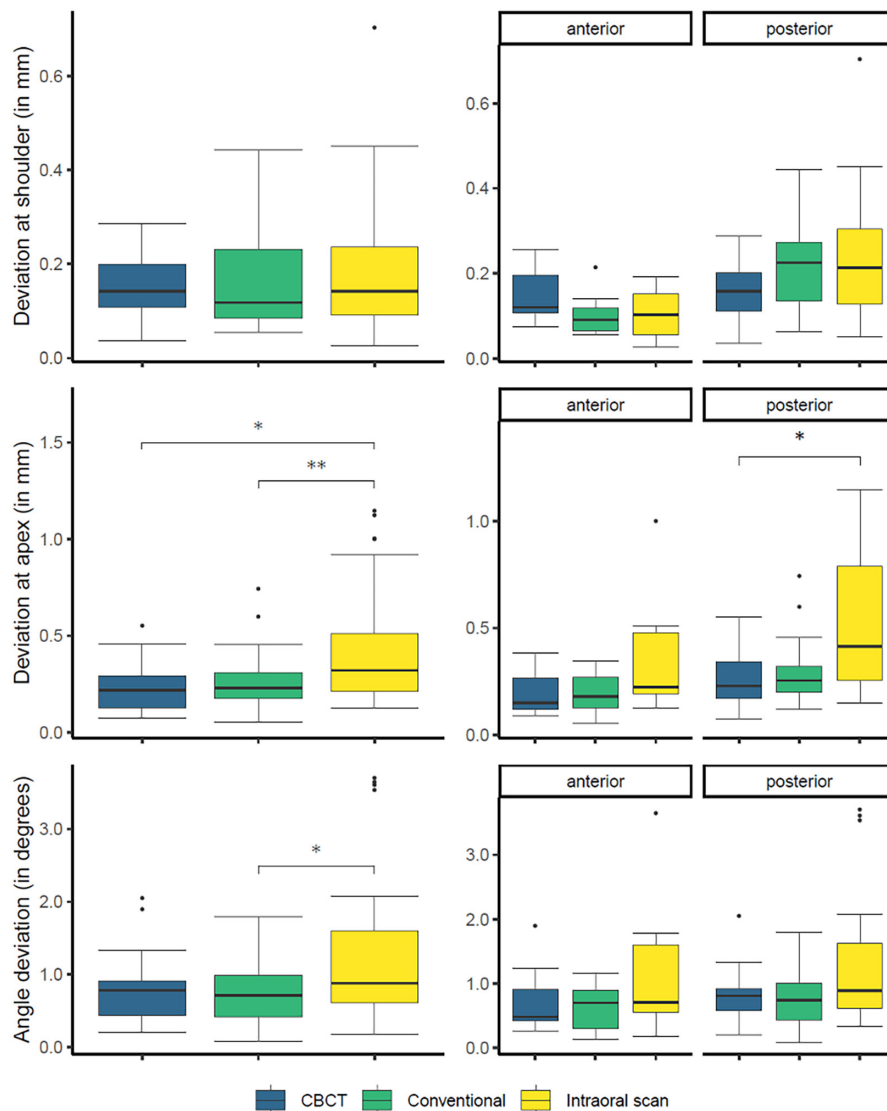 Deviation at shoulder (in mm)
0.6
0.4
0.2
0.0
anterior
posterior
0.6
0.4
0.2
0.0
Deviation at apex (in mm)
1.5
1.0
0.5
0.0
*
**
anterior
posterior
1.0
0.5
0.0
*
Angle deviation (in degrees)
3.0
2.0
1.0
0.0
*
anterior
posterior
3.0
2.0
1.0
0.0
CBCT Conventional Intraoral scan